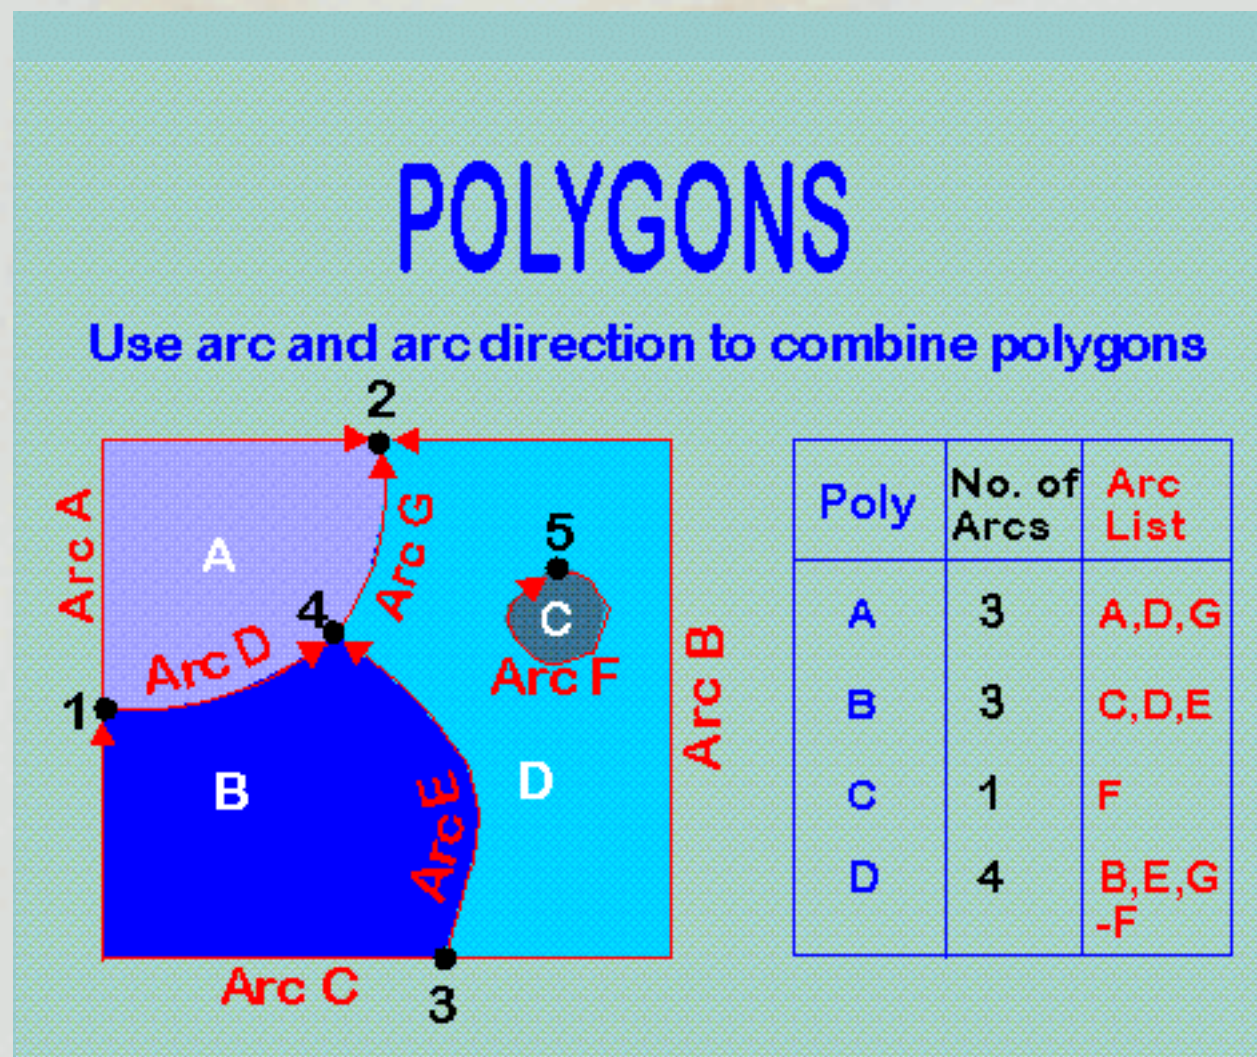 POLYGONS
Use arc and arc direction to combine polygons
2
Arc A
A
Arc G
4
Arc D
1
B
Arc E
Arc C
3
5
C
Arc F
D
Arc B
Poly No. of Arcs Arc List
A 3 A,D,G
B 3 C,D,E
C 1 F
D 4 B,E,G
-F